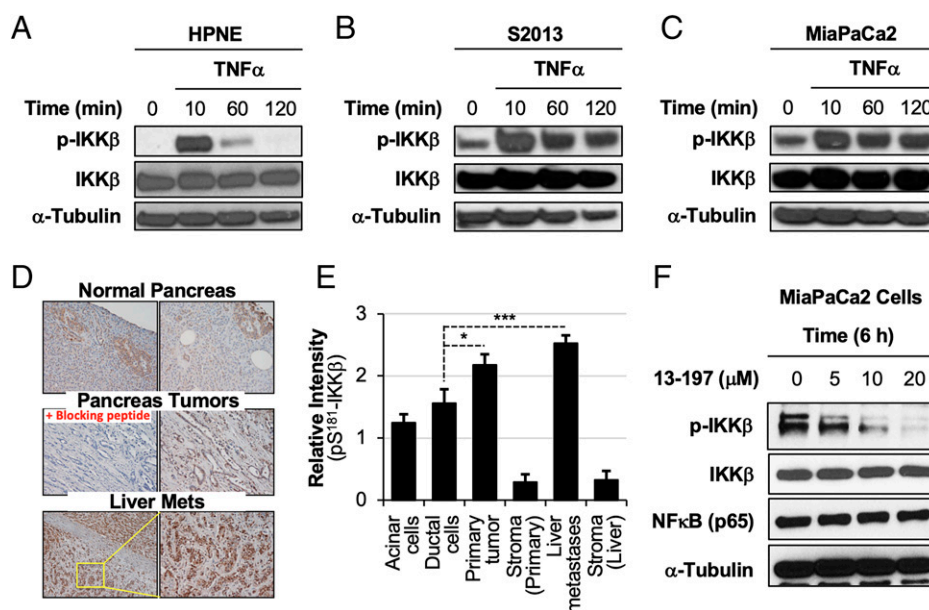 A
HPNE
TNFα
Time (min) 0 10 60 120
p-IKKβ
IKKβ
α-Tubulin
B
S2013
TNFα
Time (min) 0 10 60 120
p-IKKβ
IKKβ
α-Tubulin
C
MiaPaCa2
TNFα
Time (min) 0 10 60 120
p-IKKβ
IKKβ
α-Tubulin
D
Normal Pancreas
Pancreas Tumors
+ Blocking peptide
Liver Mets
E
Relative Intensity
(pS¹⁸¹-IKKβ)
3
2
1
0
*
***
Acinar
cells
Ductal
cells
Primary
tumor
Stroma
(Primary)
Liver
metastases
Stroma
(Liver)
F
MiaPaCa2 Cells
Time (6 h)
13-197 (μM) 0 5 10 20
p-IKKβ
IKKβ
NFκB (p65)
α-Tubulin